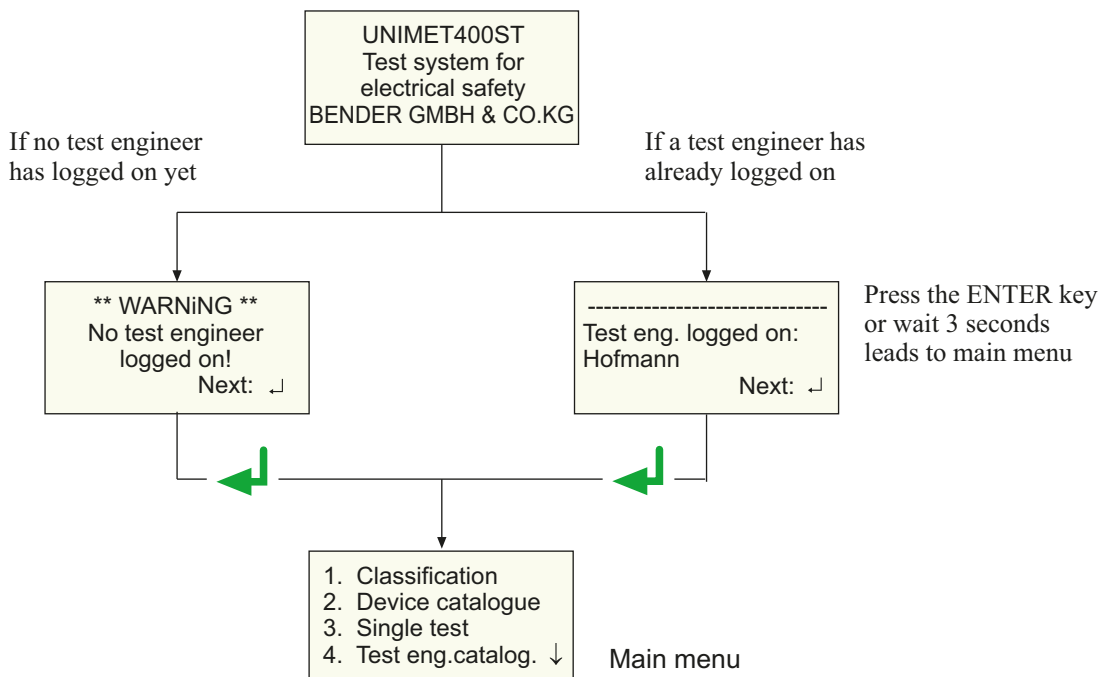 UNIMET400ST
Test system for
electrical safety
BENDER GMBH & CO.KG
If no test engineer
has logged on yet
If a test engineer has
already logged on
** WARNiNG **
No test engineer
logged on!
Next: ↵
------------------------------
Test eng. logged on:
Hofmann
Next: ↵
Press the ENTER key
or wait 3 seconds
leads to main menu
1. Classification
2. Device catalogue
3. Single test
4. Test eng.catalog. ↓
Main menu